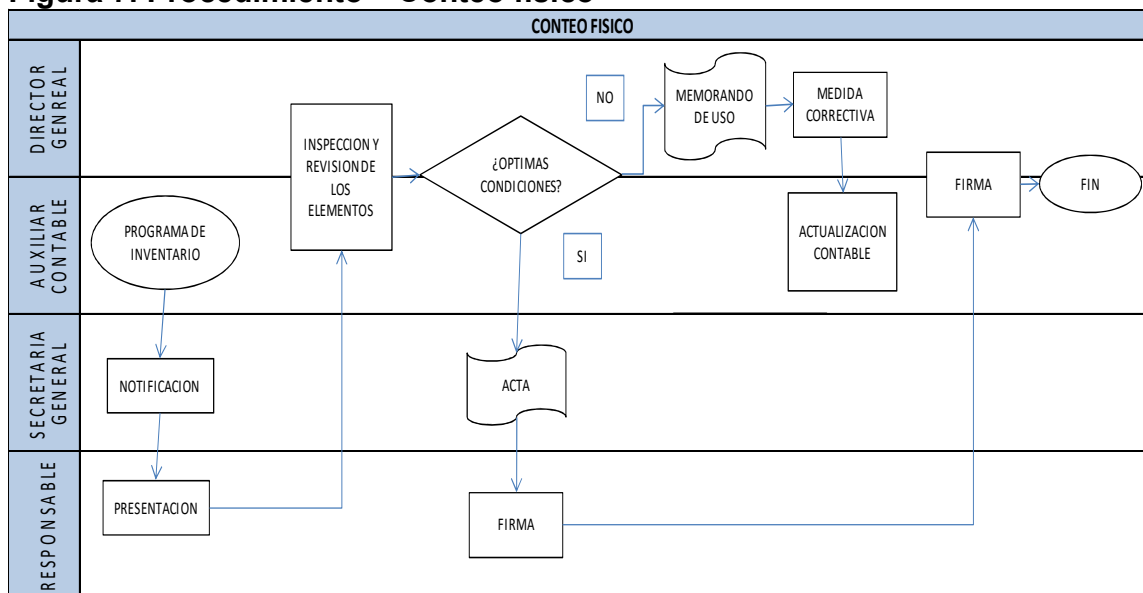 Figura Procedimiento – Conteo físico
CONTEO FISICO
DIRECTOR
GENREAL
INSPECCION Y
REVISION DE
LOS
ELEMENTOS
¿OPTIMAS
CONDICIONES?
NO
MEMORANDO
DE USO
MEDIDA
CORRECTIVA
AUXILIAR
CONTABLE
PROGRAMA DE
INVENTARIO
SI
ACTUALIZACION
CONTABLE
FIRMA
FIN
SECRETARIA
GENERAL
NOTIFICACION
ACTA
RESPONSABLE
PRESENTACION
FIRMA